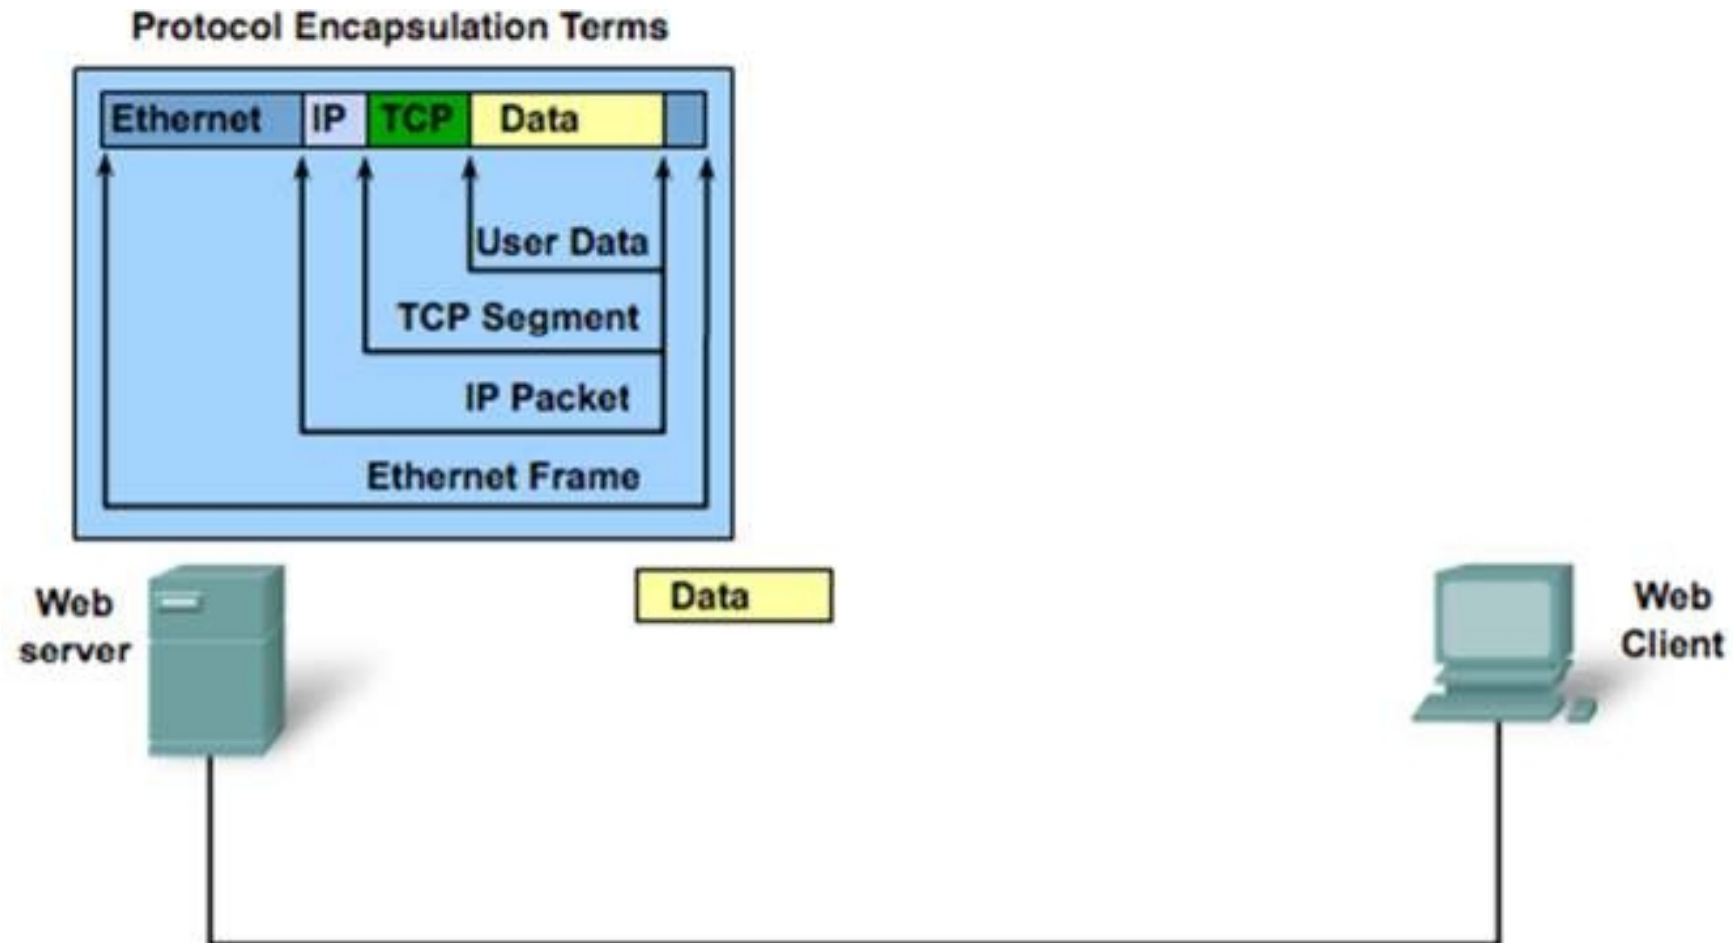 Protocol Encapsulation Terms
Ethernet IP TCP Data
User Data
TCP Segment
IP Packet
Ethernet Frame
Data
Web
server
Web
Client